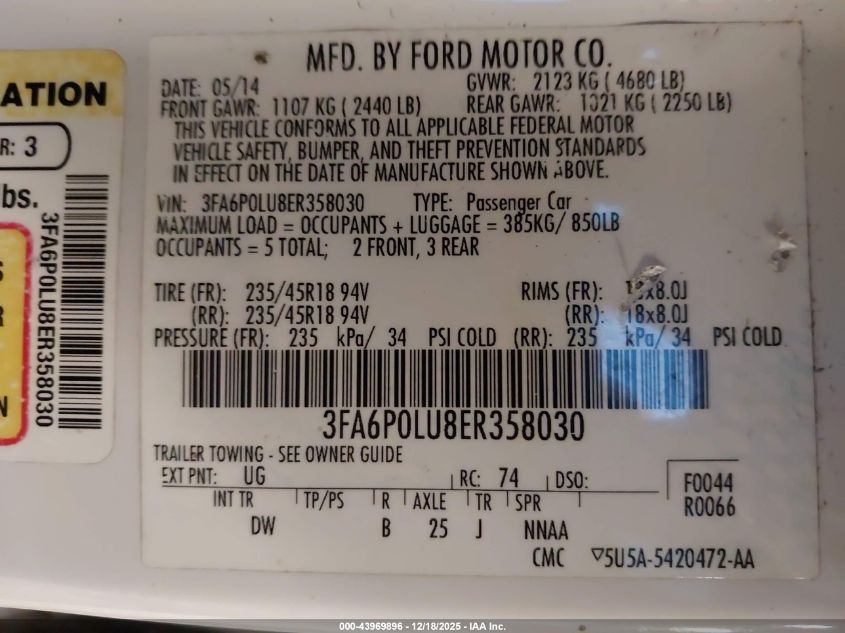 MFD. BY FORD MOTOR CO.
DATE: 05/14 GVWR: 2123 KG ( 4680 LB)
FRONT GAWR: 1107 KG ( 2440 LB) REAR GAWR: 1021 KG ( 2250 LB)
THIS VEHICLE CONFORMS TO ALL APPLICABLE FEDERAL MOTOR
VEHICLE SAFETY, BUMPER, AND THEFT PREVENTION STANDARDS
IN EFFECT ON THE DATE OF MANUFACTURE SHOWN ABOVE.
VIN: 3FA6P0LU8ER358030 TYPE: Passenger Car
MAXIMUM LOAD = OCCUPANTS + LUGGAGE = 385KG/ 850LB
OCCUPANTS = 5 TOTAL; 2 FRONT, 3 REAR
TIRE (FR): 235/45R18 94V RIMS (FR): 18x8.0J
(RR): 235/45R18 94V (RR): 18x8.0J
PRESSURE (FR): 235 kPa/ 34 PSI COLD (RR): 235 kPa/ 34 PSI COLD
3FA6P0LU8ER358030
TRAILER TOWING - SEE OWNER GUIDE
EXT PNT: UG RC: 74 DSO:
F0044
R0066
INT TR TP/PS R AXLE TR SPR
DW B 25 J NNAA
CMC ▽5U5A-5420472-AA
ATION
R: 3
bs.
3FA6P0LU8ER358030
S
R
N
000-43969896 - 12/18/2025 - IAA Inc.